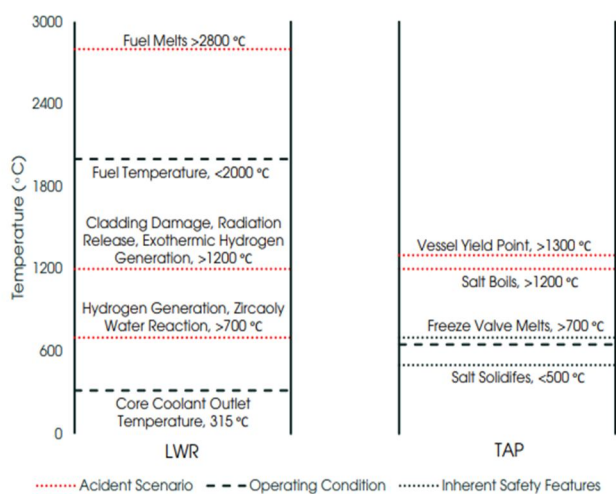 3000
2400
1800
1200
600
0
Temperature (°C)
Fuel Melts >2800 ℃
Fuel Temperature, <2000 ℃
Cladding Damage, Radiation
Release, Exothermic Hydrogen
Generation, >1200 ℃
Hydrogen Generation, Zircaoly
Water Reaction, >700 ℃
Core Coolant Outlet
Temperature, 315 ℃
LWR
Vessel Yield Point, >1300 ℃
Salt Boils, >1200 ℃
Freeze Valve Melts, >700 ℃
Salt Solidifes <500 ℃
TAP
Acident Scenario
Operating Condition
Inherent Safety Features